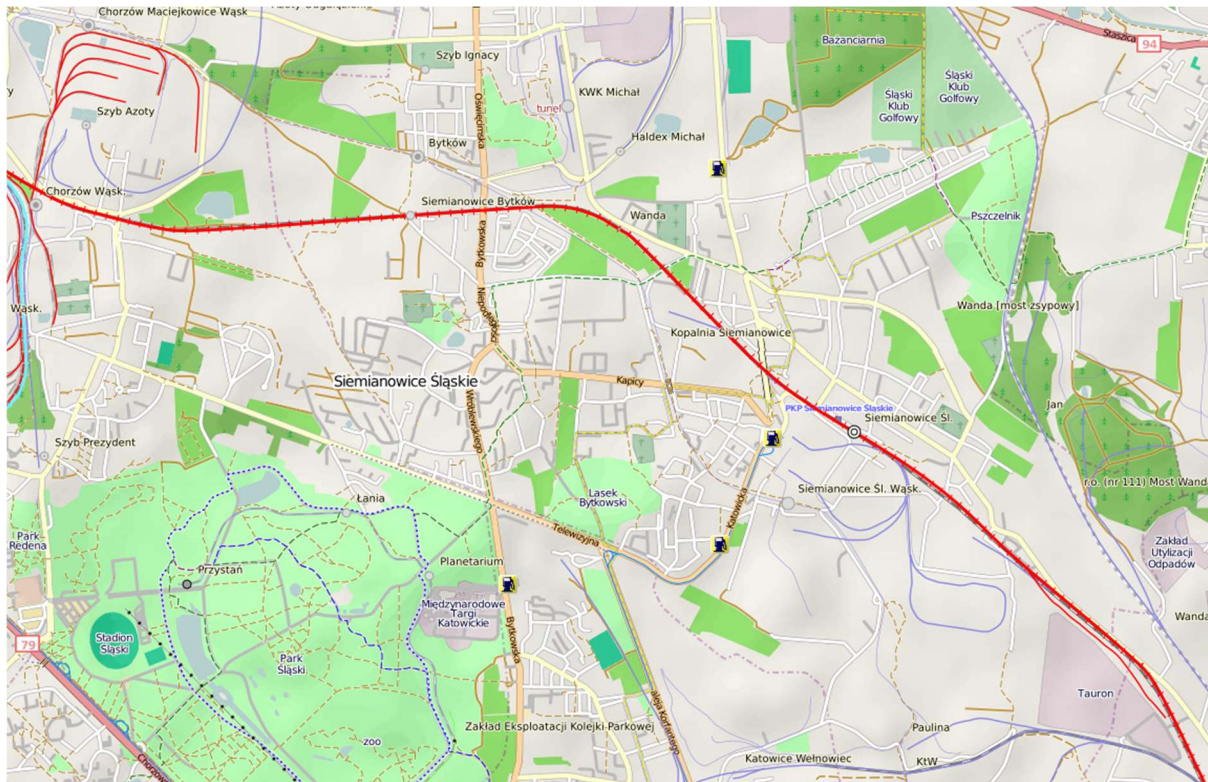 Chorzów Maciejkowice Wąsk
Staszica
94
Bażanciarnia
Szyb Ignacy
Śląski
Klub
Golfowy
KWK Michał
Śląski
Klub
Golfowy
Oświęcimska
tunel
Szyb Azoty
Haldex Michał
Bytków
Chorzów Wąsk.
Siemianowice Bytków
Wanda
Pszczelnik
Bytkowska
Wąsk.
Niepodległości
Wanda [most zsypowy]
Kopalnia Siemianowice
Siemianowice Śląskie
Kapicy
Wróblewskiego
PKP Siemianowice Śląskie
Siemianowice Śl.
Jan
Szyb Prezydent
r.o. (nr 111) Most Wanda
Łania
Lasek
Bytkowski
Siemianowice Śl. Wąsk.
Katowicka
Telewizyjna
Park
Redena
Przystań
Planetarium
Zakład
Utylizacji
Odpadów
Międzynarodowe
Targi
Katowickie
Wanda
Stadion
Śląski
79
Bytkowska
Park
Śląski
Tauron
aleja Korfantego
Zakład Eksploatacji Kolejki Parkowej
Paulina
zoo
Katowice Wełnowiec
KtW